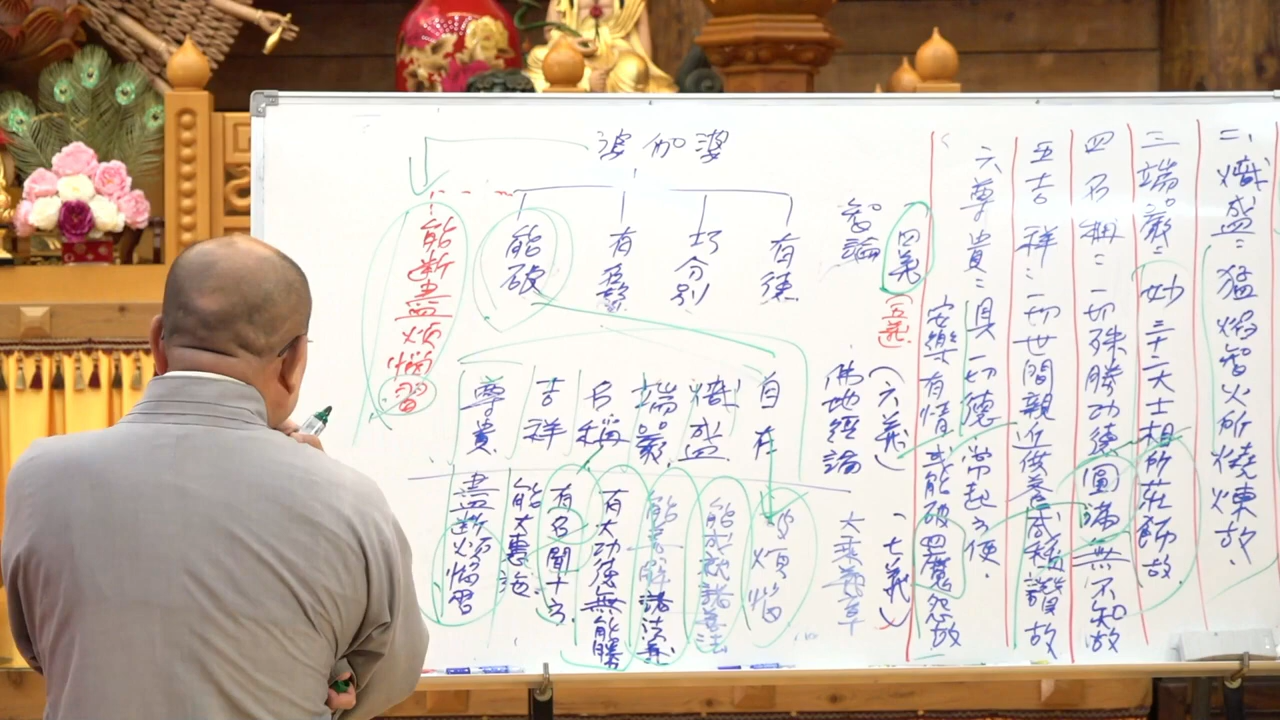 二、熾盛：猛焰智火所燒煉故．
三端嚴：妙三十二大士相所莊飾故
四名稱：一切殊勝功德圓滿無不知故
五吉祥：一切世間親近供養咸稱讚故
六尊貴：具一切德常起方便．
安樂有情或能破四魔怨故
四義
(五義)
(六義)
(七義)
智論
佛地經論
大乘義章
婆伽婆
有德
巧分別
有聲
能破
能斷盡煩惱習
自在
熾盛
端嚴
名稱
吉祥
尊貴
破煩惱
能成就諸善法
能善解諸法義
有大功德無能勝
有名聞十方．
能大惠施
盡斷煩惱習